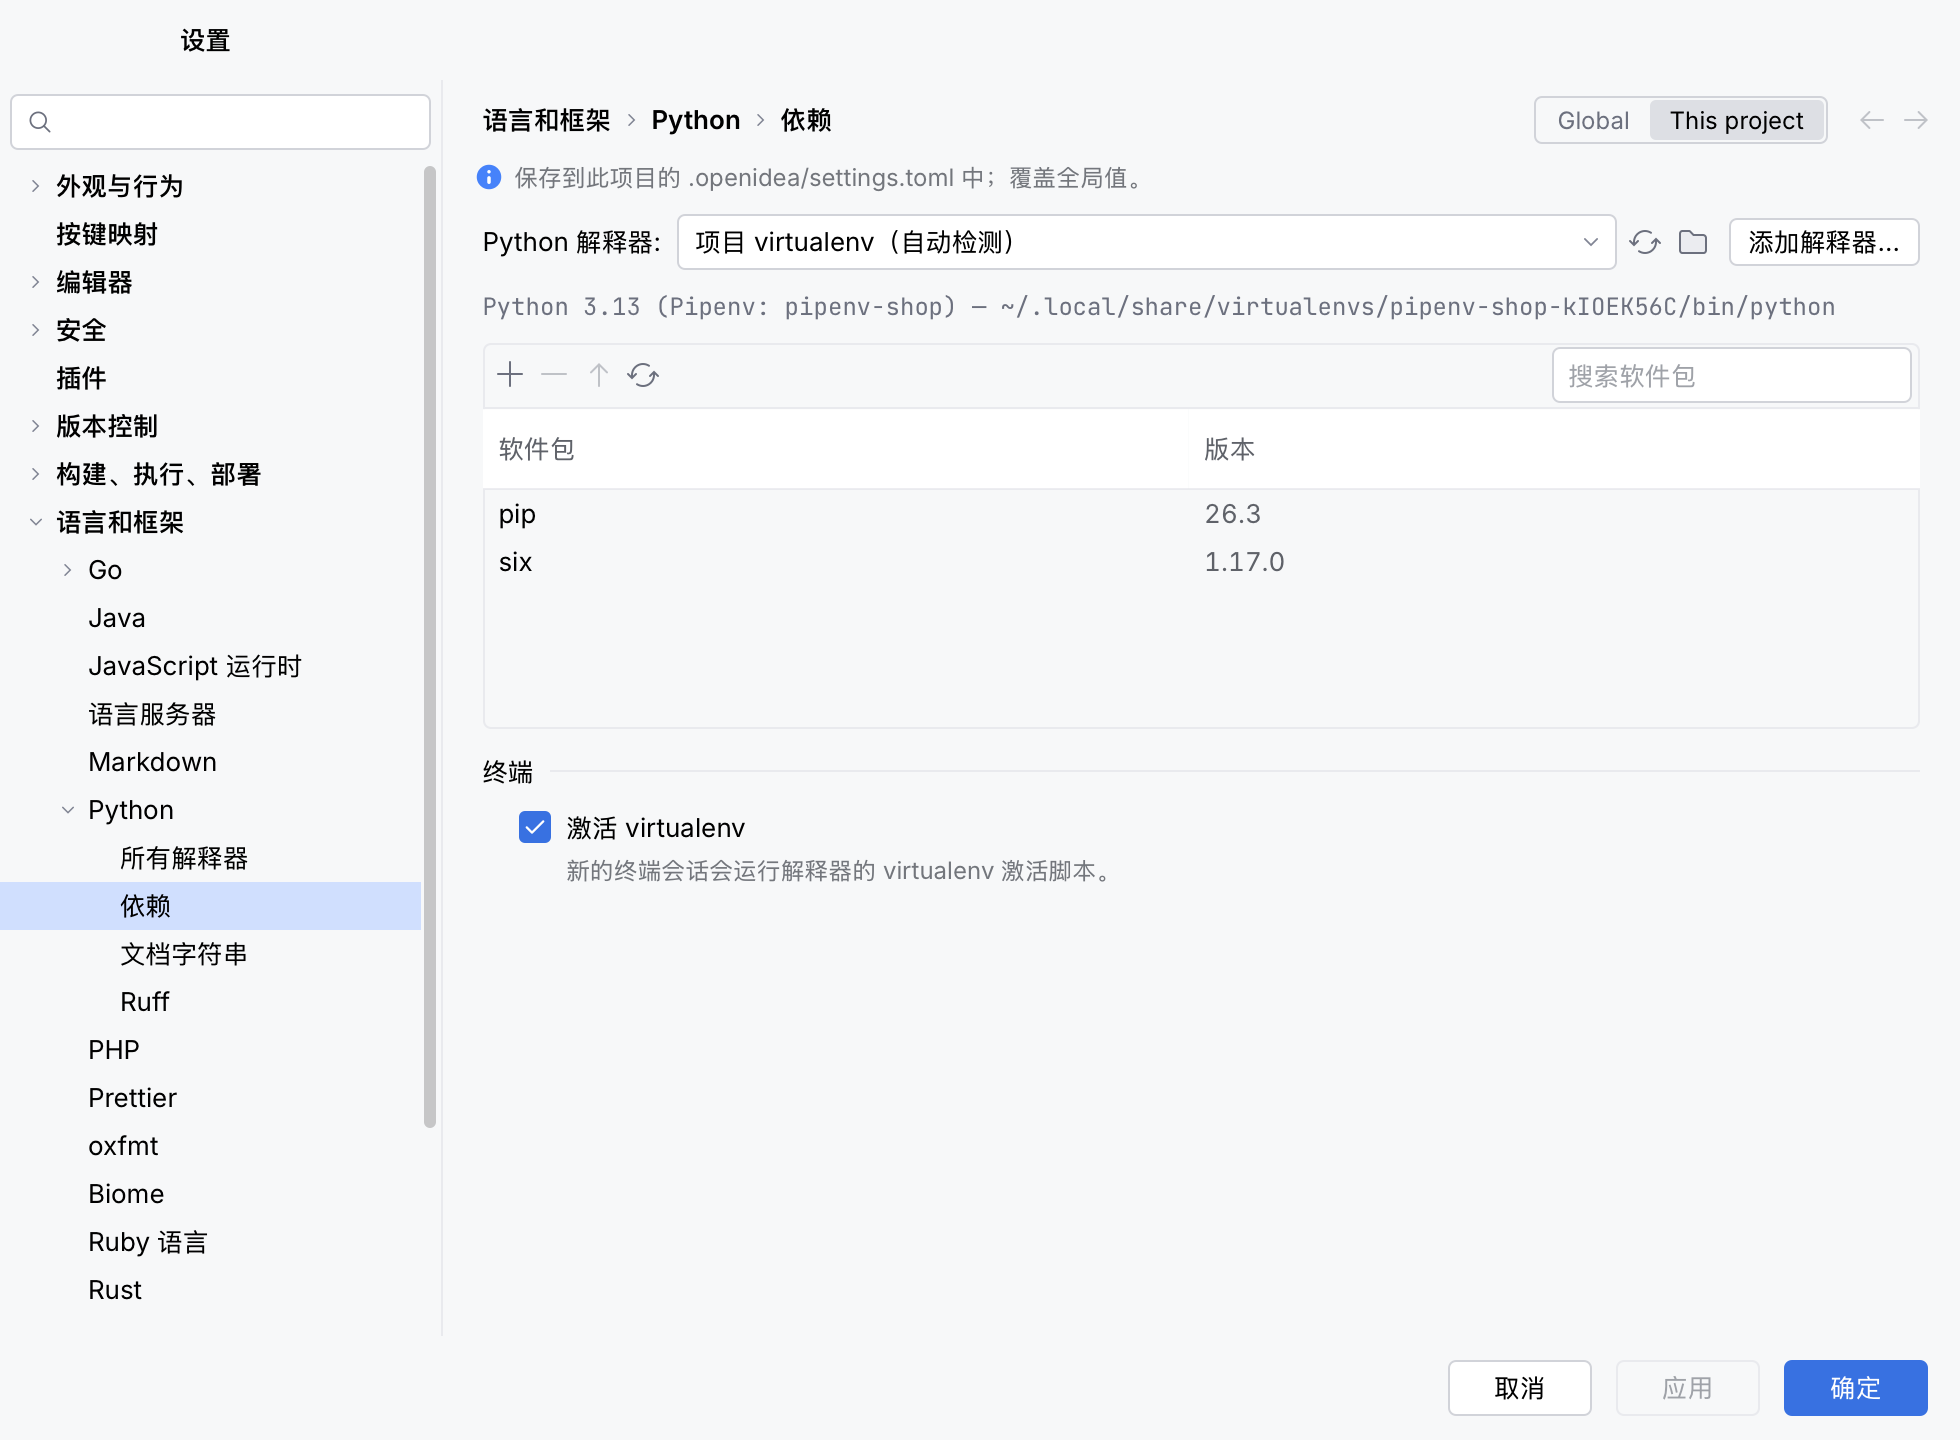 设置
外观与行为
按键映射
编辑器
安全
插件
版本控制
构建、执行、部署
语言和框架
Go
Java
JavaScript 运行时
语言服务器
Markdown
Python
所有解释器
依赖
文档字符串
Ruff
PHP
Prettier
oxfmt
Biome
Ruby 语言
Rust
语言和框架 › Python › 依赖
Global This project
保存到此项目的 .openidea/settings.toml 中；覆盖全局值。
Python 解释器: 项目 virtualenv（自动检测） 添加解释器...
Python 3.13 (Pipenv: pipenv-shop) — ~/.local/share/virtualenvs/pipenv-shop-kIOEK56C/bin/python
搜索软件包
软件包 版本
pip 26.3
six 1.17.0
终端
激活 virtualenv
新的终端会话会运行解释器的 virtualenv 激活脚本。
取消 应用 确定